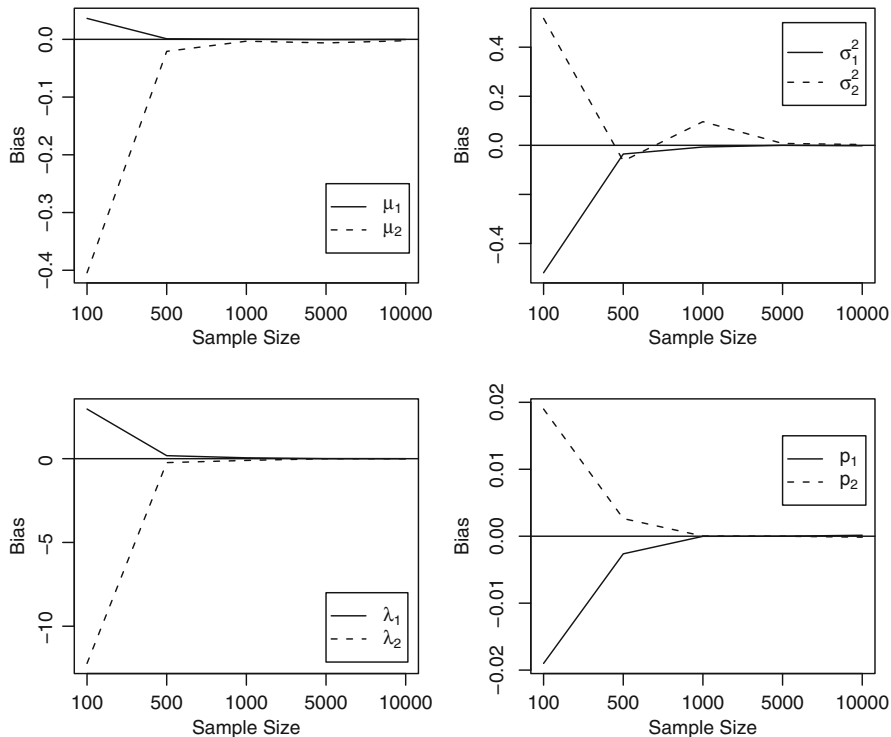 Bias
0.0
−0.1
−0.2
−0.3
−0.4
μ₁
μ₂
100 500 1000 5000 10000
Sample Size
Bias
0.4
0.2
0.0
−0.4
σ₁²
σ₂²
100 500 1000 5000 10000
Sample Size
Bias
0
−5
−10
λ₁
λ₂
100 500 1000 5000 10000
Sample Size
Bias
0.02
0.01
0.00
−0.01
−0.02
p₁
p₂
100 500 1000 5000 10000
Sample Size